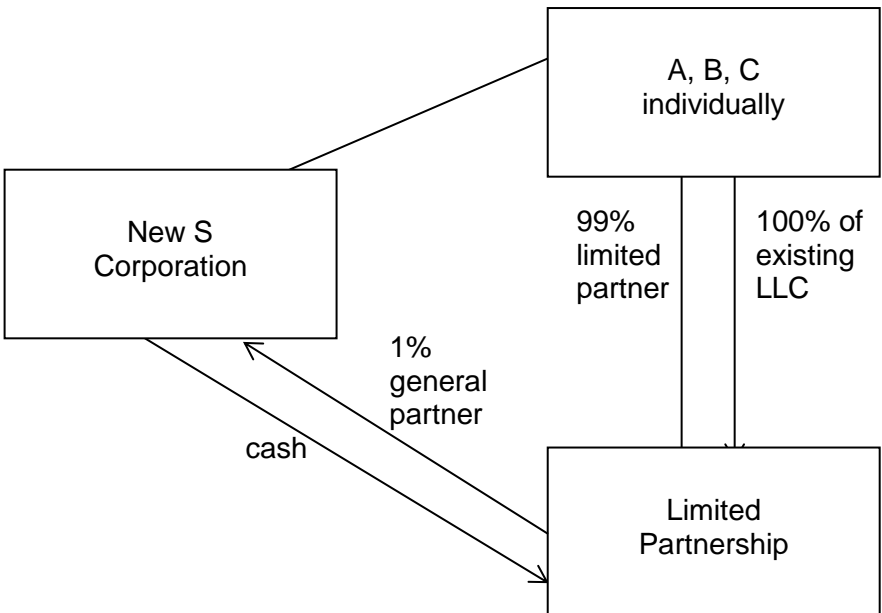 A, B, C
individually
New S
Corporation
99%
limited
partner
100% of
existing
LLC
1%
general
partner
cash
Limited
Partnership